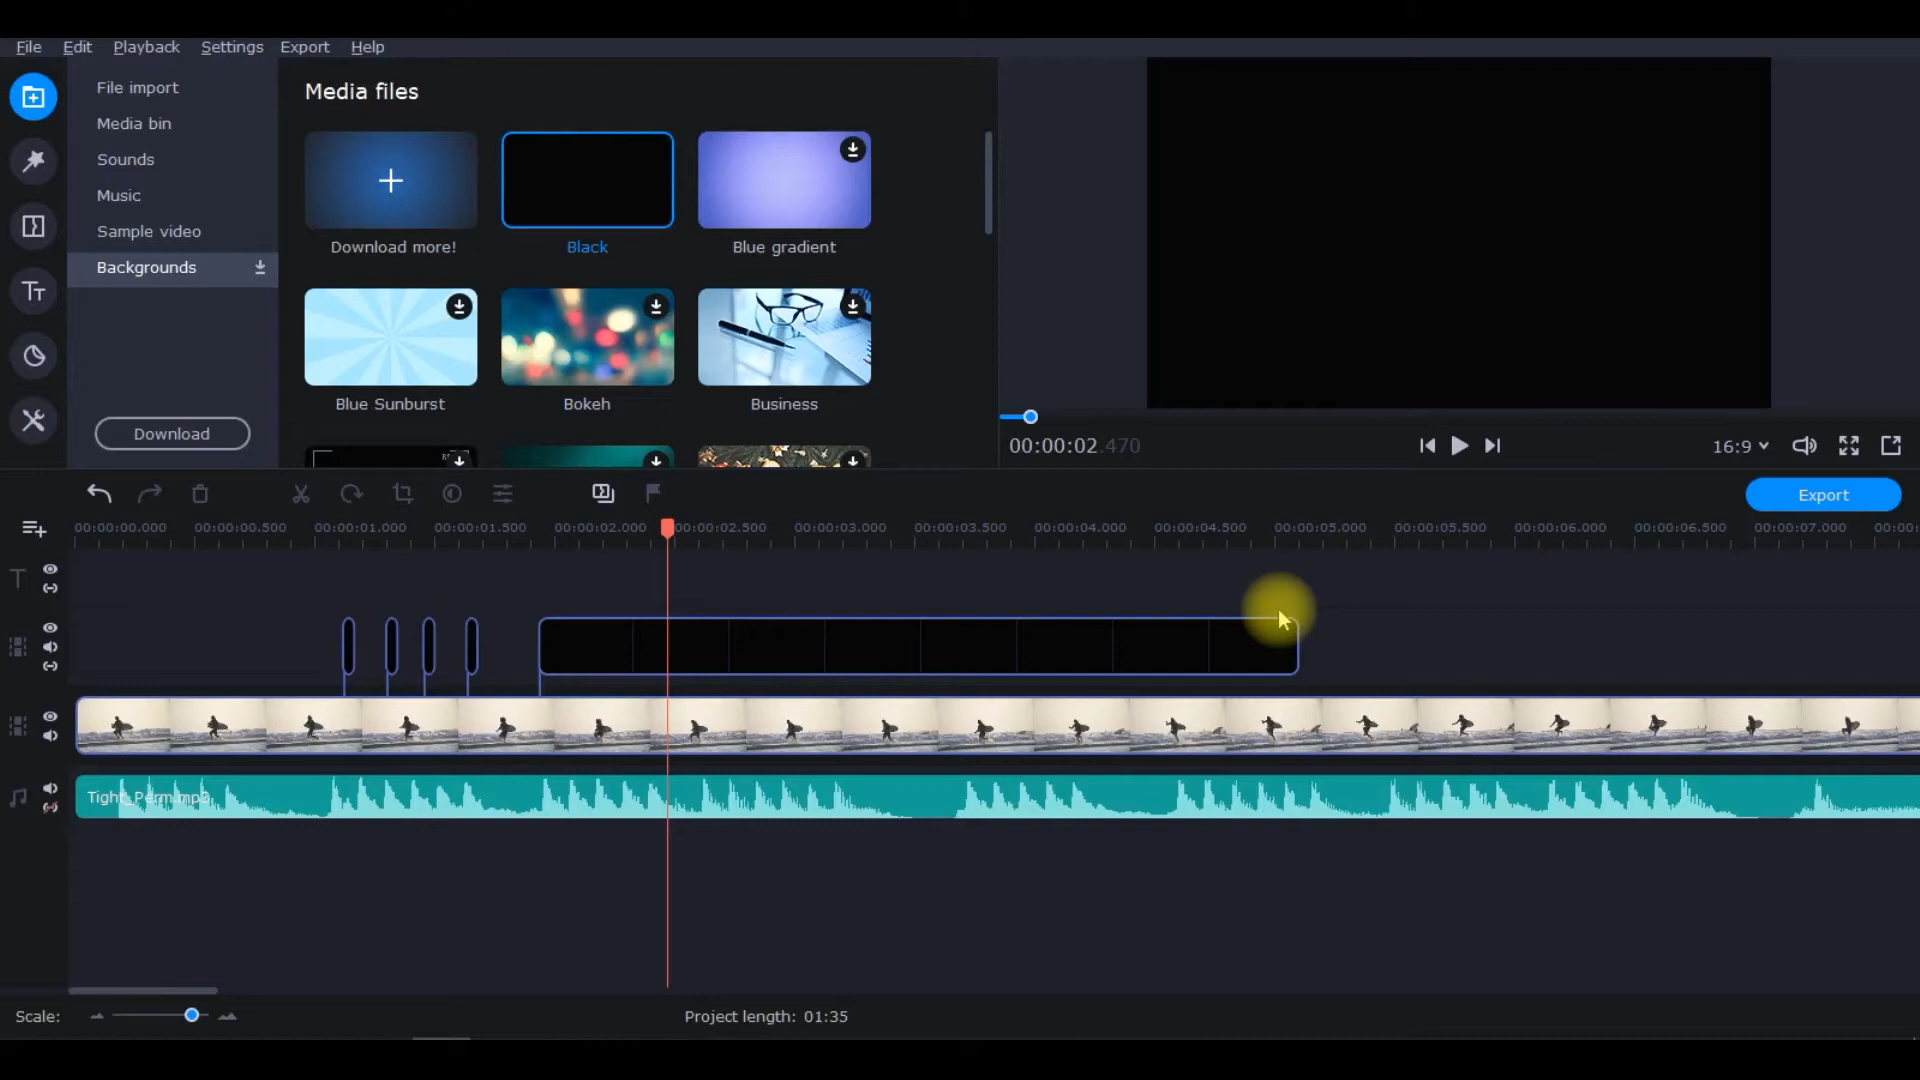 File Edit Playback Settings Export Help
File import
Media bin
Sounds
Music
Sample video
Backgrounds
Download
Media files
Download more!
Black
Blue gradient
Blue Sunburst
Bokeh
Business
00:00:02.470
16:9
Export
00:00:00.000 00:00:00.500 00:00:01.000 00:00:01.500 00:00:02.000 00:00:02.500 00:00:03.000 00:00:03.500 00:00:04.000 00:00:04.500 00:00:05.000 00:00:05.500 00:00:06.000 00:00:06.500 00:00:07.000
Tight_Perm.mp3
Scale:
Project length: 01:35